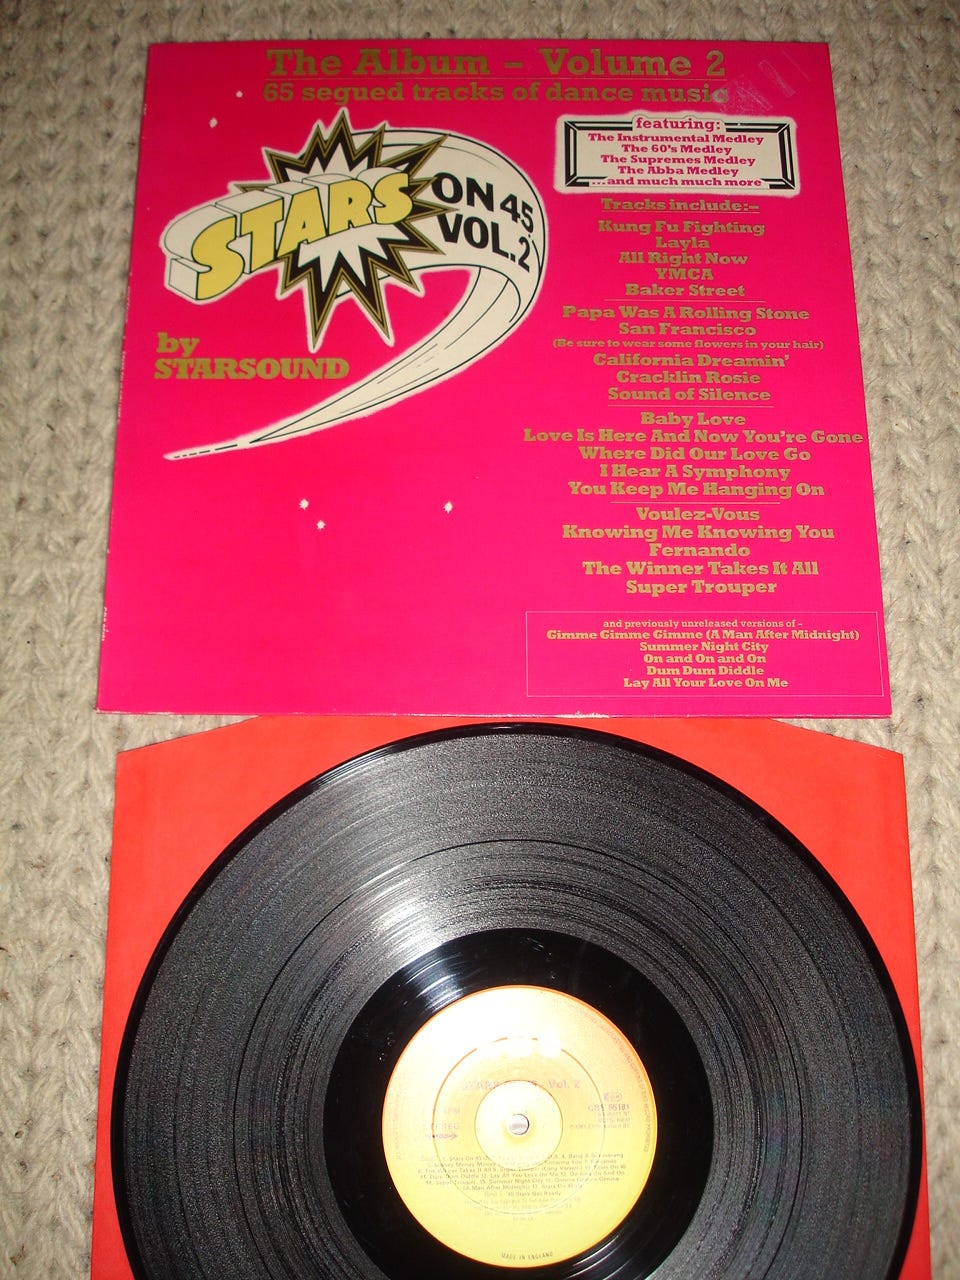 The Album – Volume 2
65 segued tracks of dance music
STARS
ON 45
VOL.2
by
STARSOUND
featuring:
The Instrumental Medley
The 60's Medley
The Supremes Medley
The Abba Medley
...and much much more
Tracks include:–
Kung Fu Fighting
Layla
All Right Now
YMCA
Baker Street
Papa Was A Rolling Stone
San Francisco
(Be sure to wear some flowers in your hair)
California Dreamin'
Cracklin Rosie
Sound of Silence
Baby Love
Love Is Here And Now You're Gone
Where Did Our Love Go
I Hear A Symphony
You Keep Me Hanging On
Voulez-Vous
Knowing Me Knowing You
Fernando
The Winner Takes It All
Super Trouper
and previously unreleased versions of –
Gimme Gimme Gimme (A Man After Midnight)
Summer Night City
On and On and On
Dum Dum Diddle
Lay All Your Love On Me
Vol. 2
MADE IN ENGLAND